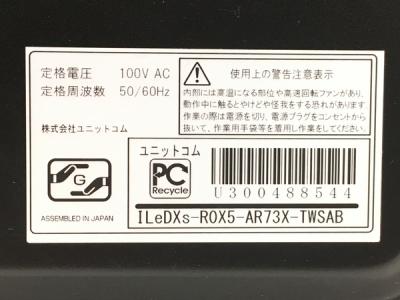 定格電圧 100V AC
定格周波数 50/60Hz
株式会社ユニットコム
使用上の警告注意表示
内部には高温になる部位や高速回転ファンがあり、
動作中に触るとやけどや怪我をする恐れがあります。
作業の際は電源を切り、電源プラグをコンセントから
抜いて、作業用手袋等を着用し作業をしてください。
G
ASSEMBLED IN JAPAN
ユニットコム
PC
Recycle
U300488544
ILeDXs-R0X5-AR73X-TWSAB